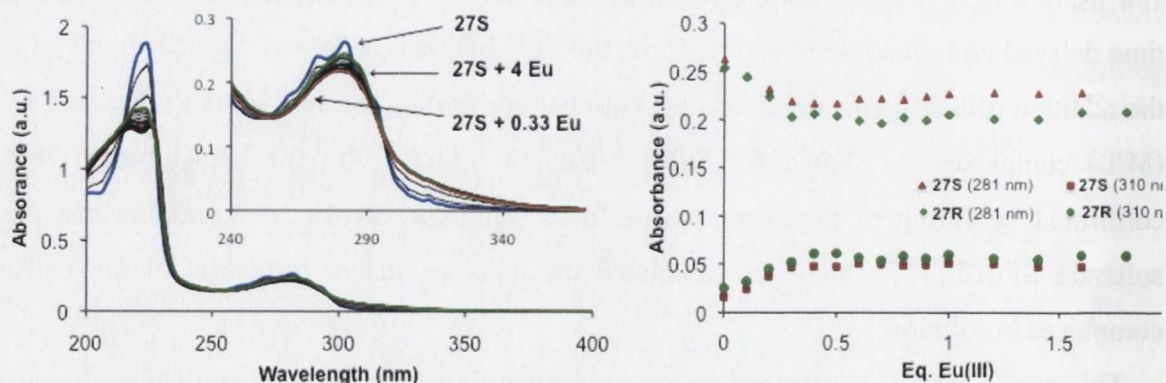 Absorance (a.u.)
2
1.5
1
0.5
0
200
250
300
350
400
Wavelength (nm)
0.3
0.2
0.1
0
240
290
340
27S
27S + 4 Eu
27S + 0.33 Eu
Absorbance (a.u.)
0.3
0.25
0.2
0.15
0.1
0.05
0
0
0.5
1
1.5
Eq. Eu(III)
27S (281 nm)
27S (310 n
27R (281 nm)
27R (310 n